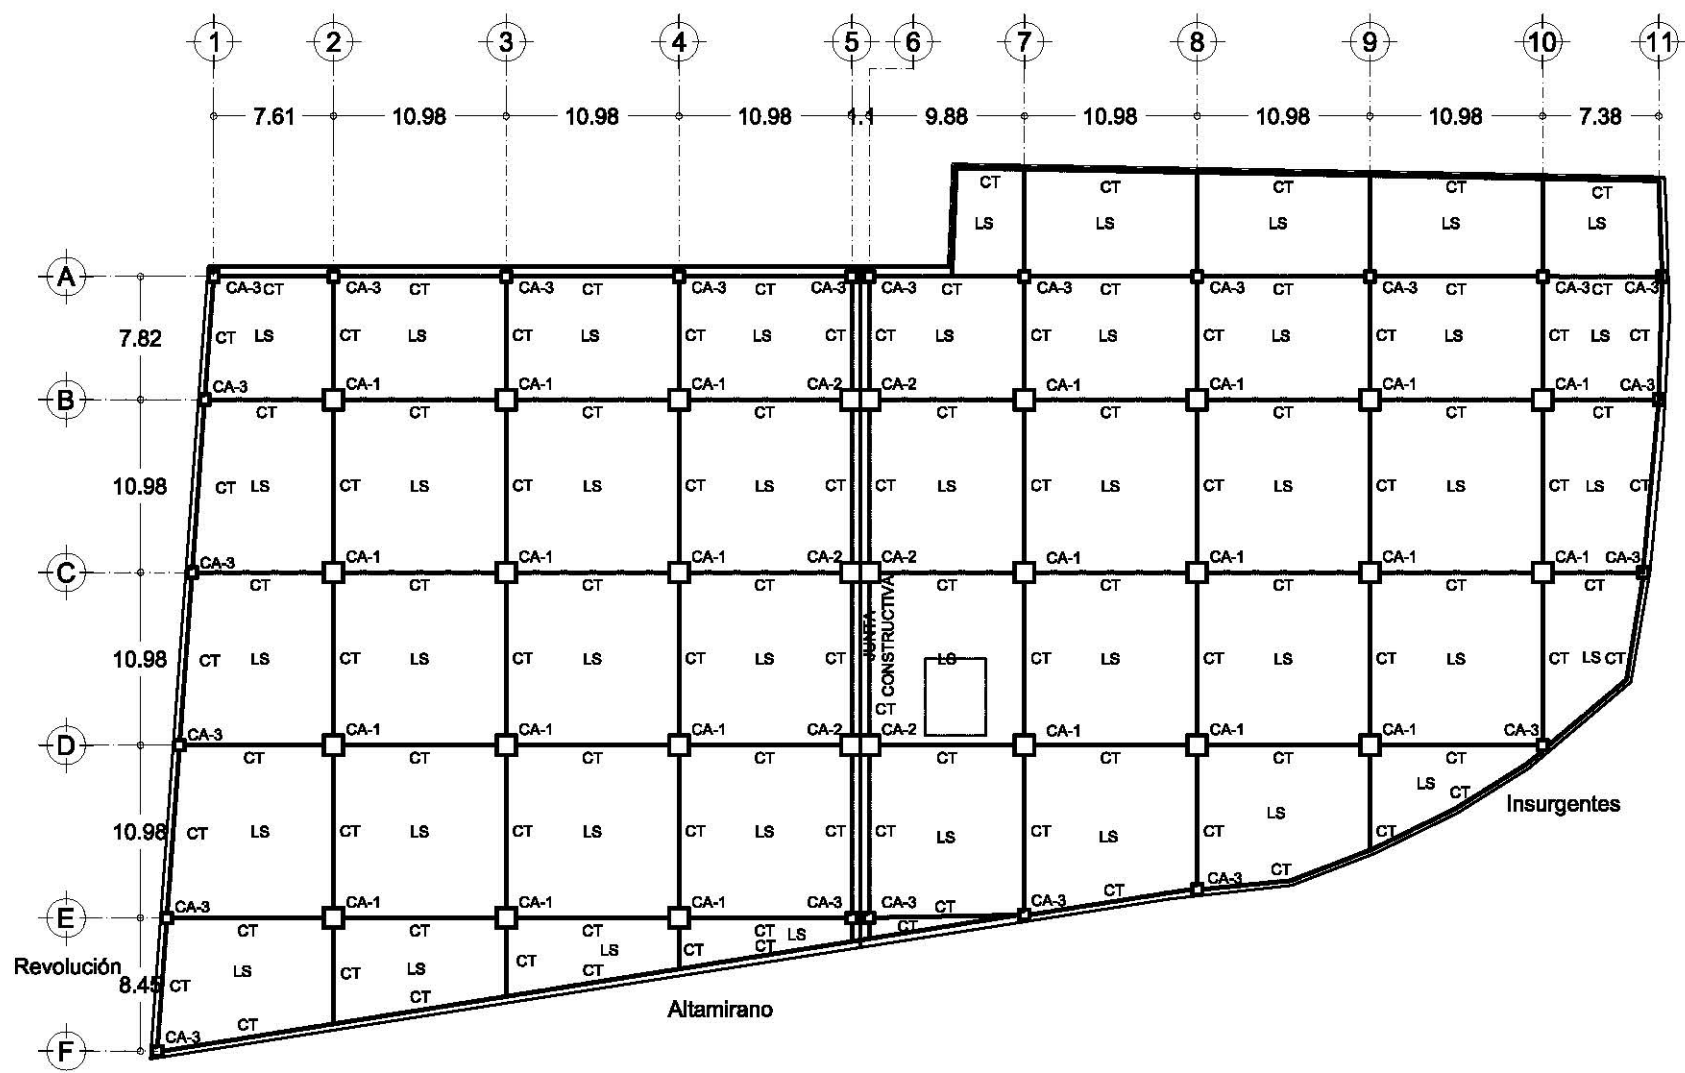 1 2 3 4 5 6 7 8 9 10 11
7.61 10.98 10.98 10.98 1.1 9.88 10.98 10.98 10.98 7.38
CT CT CT CT CT
LS LS LS LS LS
A
CA-3 CT CA-3 CT CA-3 CT CA-3 CT CA-3 CA-3 CT CA-3 CT CA-3 CT CA-3 CT CA-3 CT CA-3
7.82
CT LS CT LS CT LS CT LS CT CT LS CT LS CT LS CT LS CT LS CT
CA-3 CA-1 CA-1 CA-1 CA-2 CA-2 CA-1 CA-1 CA-1 CA-1 CA-3
B
CT CT CT CT CT CT CT CT CT
10.98
CT LS CT LS CT LS CT LS CT CT LS CT LS CT LS CT LS CT LS CT
CA-3 CA-1 CA-1 CA-1 CA-2 CA-2 CA-1 CA-1 CA-1 CA-1 CA-3
C
CT CT CT CT CT CT CT CT CT
JUNTA
CONSTRUCTIVA
10.98
CT LS CT LS CT LS CT LS CT LS CT LS CT LS CT LS CT LS CT
CT
CA-3 CA-1 CA-1 CA-1 CA-2 CA-2 CA-1 CA-1 CA-1 CA-3
D
CT CT CT CT CT CT CT CT
LS CT
Insurgentes
LS
10.98
CT LS CT LS CT LS CT LS CT CT LS CT LS CT CT
CT
CA-3
CT
CA-3 CA-1 CA-1 CA-1 CA-3 CA-3 CT CA-3
E
CT CT CT CT LS CT
LS CT CT
Revolución
LS CT LS CT CT
8.45 CT CT
CT
Altamirano
CT
CA-3
F